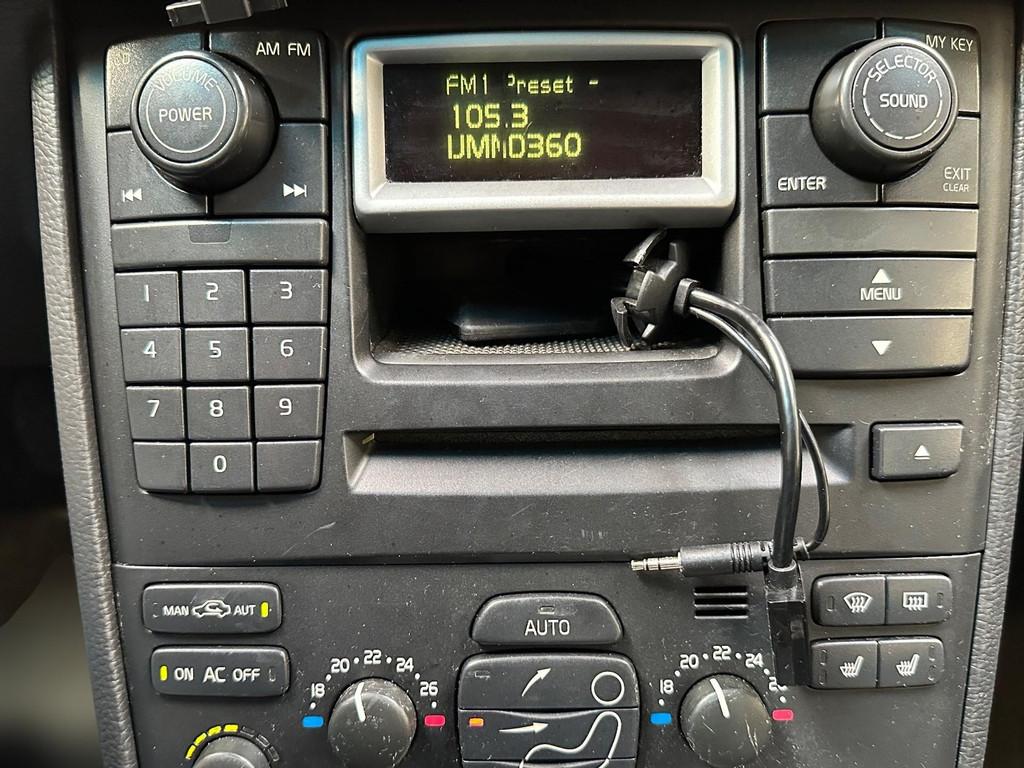 AM FM
VOLUME
POWER
FM1 Preset -
105.3
MY KEY
SELECTOR
SOUND
ENTER
EXIT
CLEAR
1 2 3
4 5 6
7 8 9
0
MENU
MAN AUT
AUTO
ON AC OFF
18 20 22 24 26
18 20 22 24